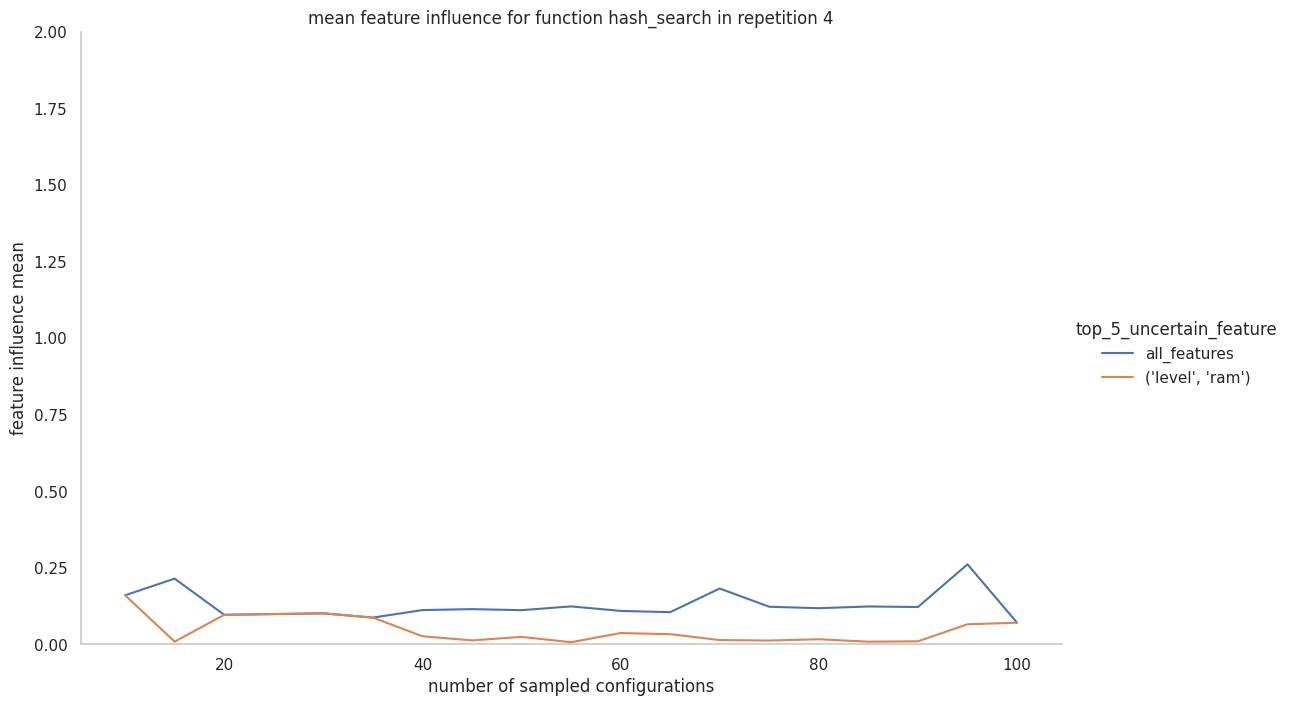 mean feature influence for function hash_search in repetition 4
2.00
1.75
1.50
1.25
1.00
0.75
0.50
0.25
0.00
feature influence mean
20 40 60 80 100
number of sampled configurations
top_5_uncertain_feature
all_features
('level', 'ram')